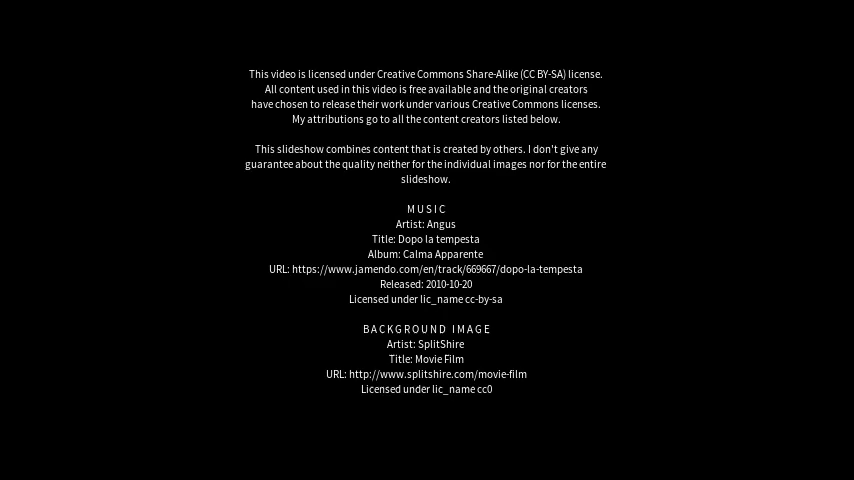 This video is licensed under Creative Commons Share-Alike (CC BY-SA) license.
All content used in this video is free available and the original creators
have chosen to release their work under various Creative Commons licenses.
My attributions go to all the content creators listed below.
This slideshow combines content that is created by others. I don't give any
guarantee about the quality neither for the individual images nor for the entire
slideshow.
MUSIC
Artist: Angus
Title: Dopo la tempesta
Album: Calma Apparente
URL: https://www.jamendo.com/en/track/669667/dopo-la-tempesta
Released: 2010-10-20
Licensed under lic_name cc-by-sa
BACKGROUND IMAGE
Artist: SplitShire
Title: Movie Film
URL: http://www.splitshire.com/movie-film
Licensed under lic_name cc0